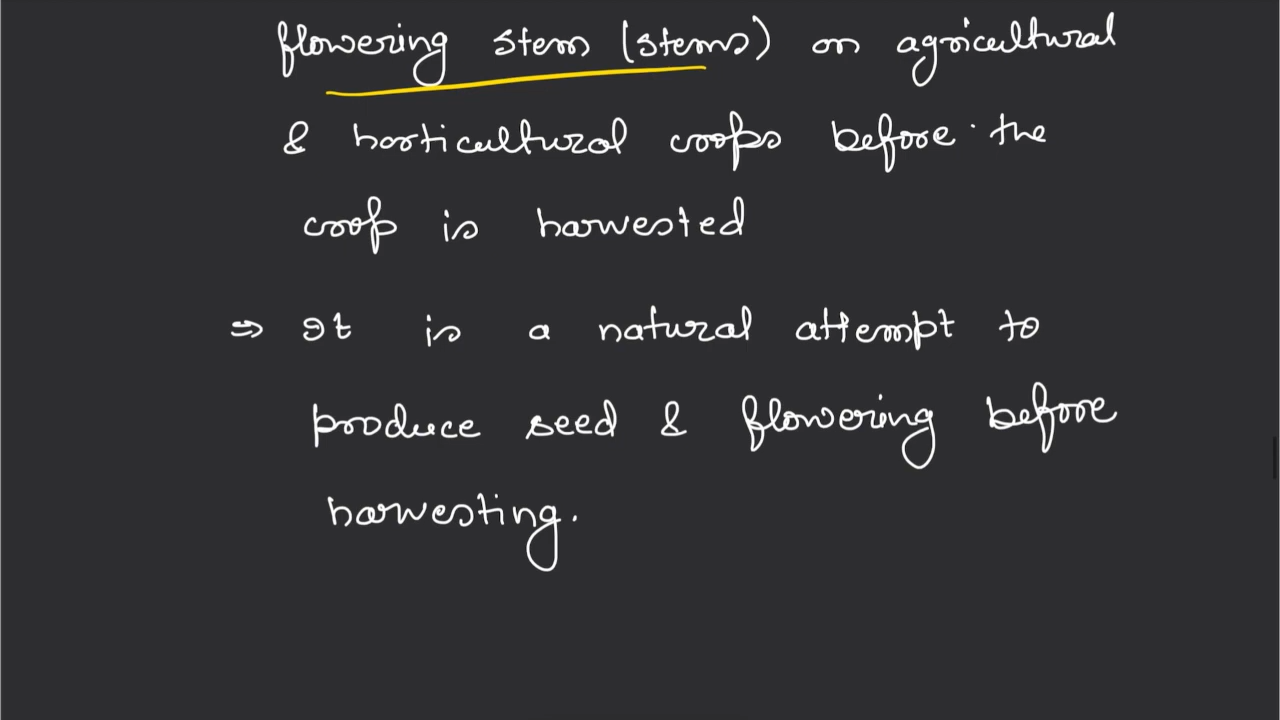 flowering stem (stems) on agricultural
& horticultural crops before the
crop is harvested
⇒ It is a natural attempt to
produce seed & flowering before
harvesting.